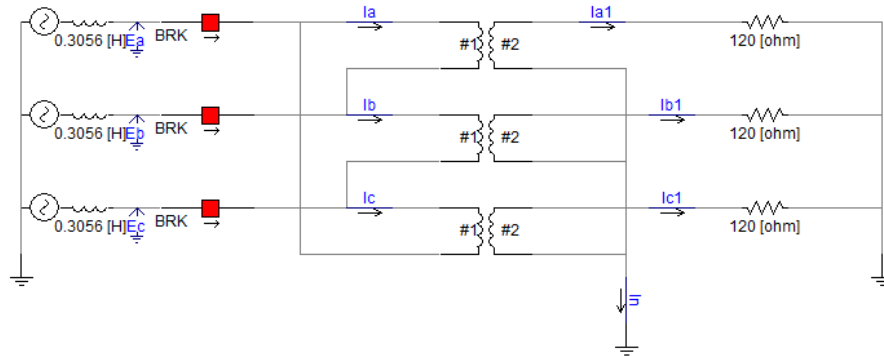 Ia
Ia1
0.3056 [H]
Ea
BRK
#1
#2
120 [ohm]
Ib
Ib1
0.3056 [H]
Eb
BRK
#1
#2
120 [ohm]
Ic
Ic1
0.3056 [H]
Ec
BRK
#1
#2
120 [ohm]
In